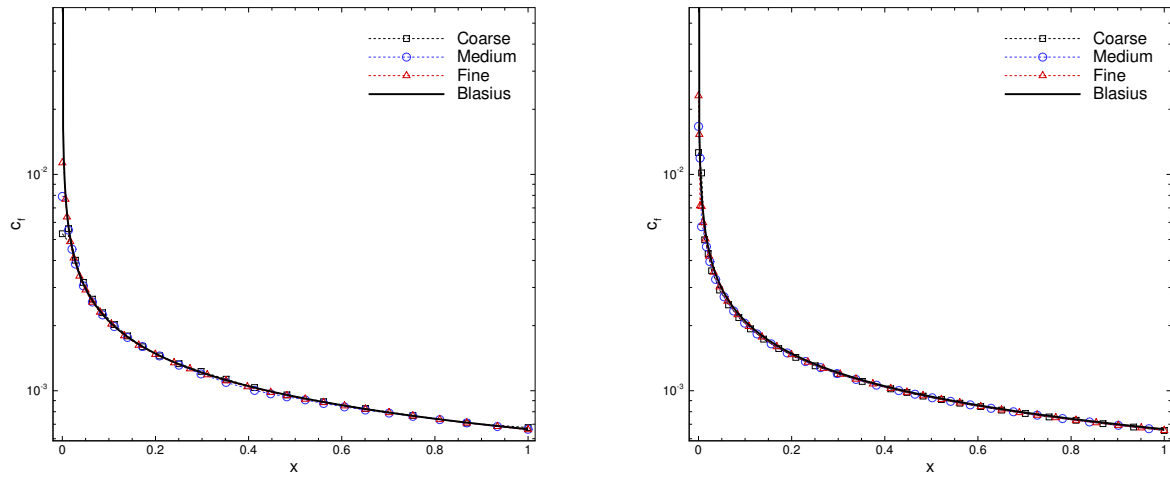 Coarse
Medium
Fine
Blasius
10^-2
10^-3
c_f
0 0.2 0.4 0.6 0.8 1
x
Coarse
Medium
Fine
Blasius
10^-2
10^-3
c_f
0 0.2 0.4 0.6 0.8 1
x